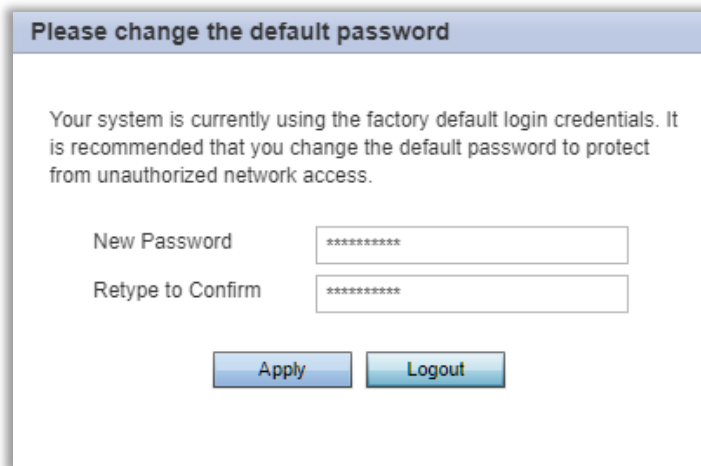 Please change the default password
Your system is currently using the factory default login credentials. It
is recommended that you change the default password to protect
from unauthorized network access.
New Password **********
Retype to Confirm **********
Apply Logout